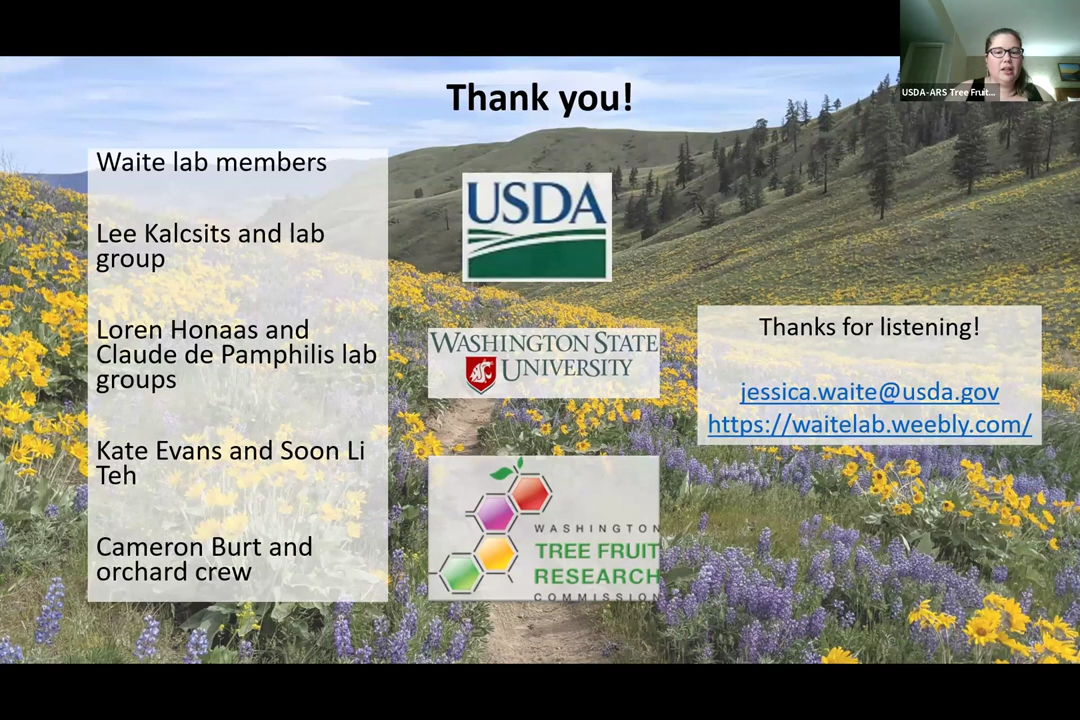 Thank you!
USDA-ARS Tree Fruit...
Waite lab members
Lee Kalcsits and lab
group
Loren Honaas and
Claude de Pamphilis lab
groups
Kate Evans and Soon Li
Teh
Cameron Burt and
orchard crew
USDA
WASHINGTON STATE
UNIVERSITY
WASHINGTON
TREE FRUIT
RESEARCH
COMMISSION
Thanks for listening!
jessica.waite@usda.gov
https://waitelab.weebly.com/